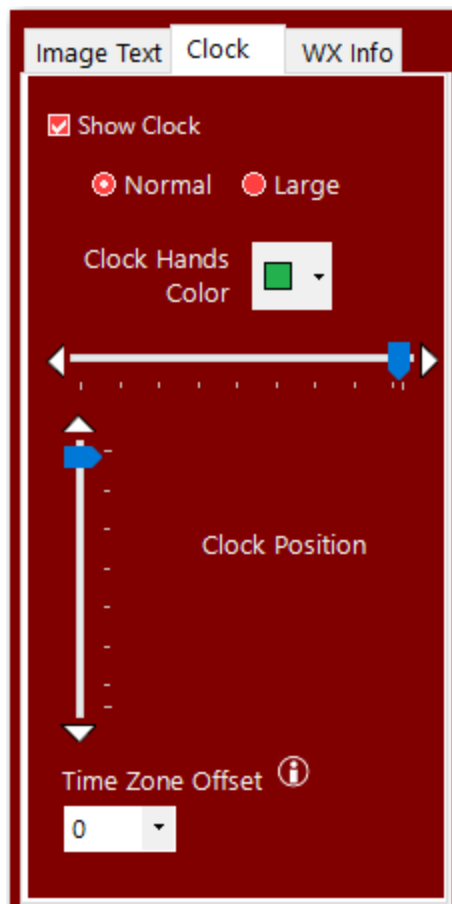 Image Text Clock WX Info
Show Clock
Normal Large
Clock Hands
Color
Clock Position
Time Zone Offset
0